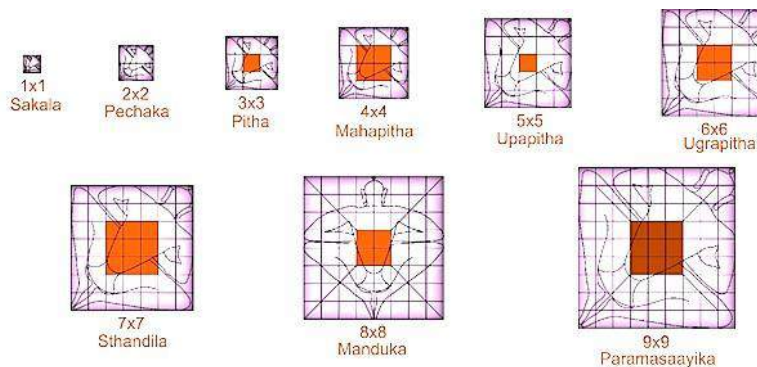 1x1
Sakala
2x2
Pechaka
3x3
Pitha
4x4
Mahapitha
5x5
Upapitha
6x6
Ugrapitha
7x7
Sthandila
8x8
Manduka
9x9
Paramasaayika